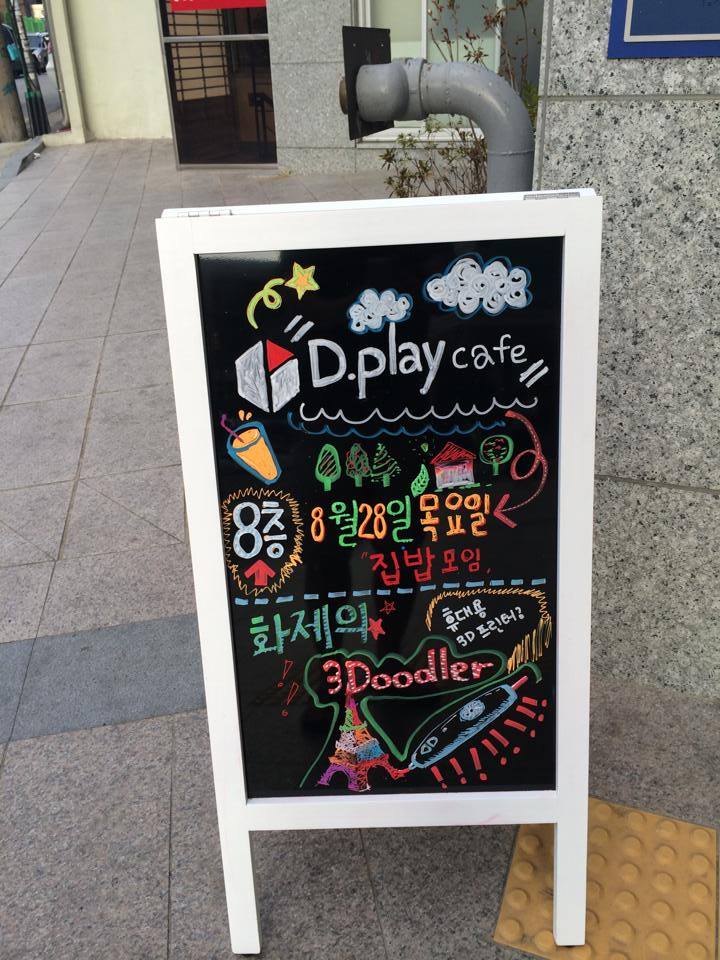 D.play cafe
8층
8월28일 목요일
"집밥 모임"
화제의
휴대용
3D 프린터?
3Doodler